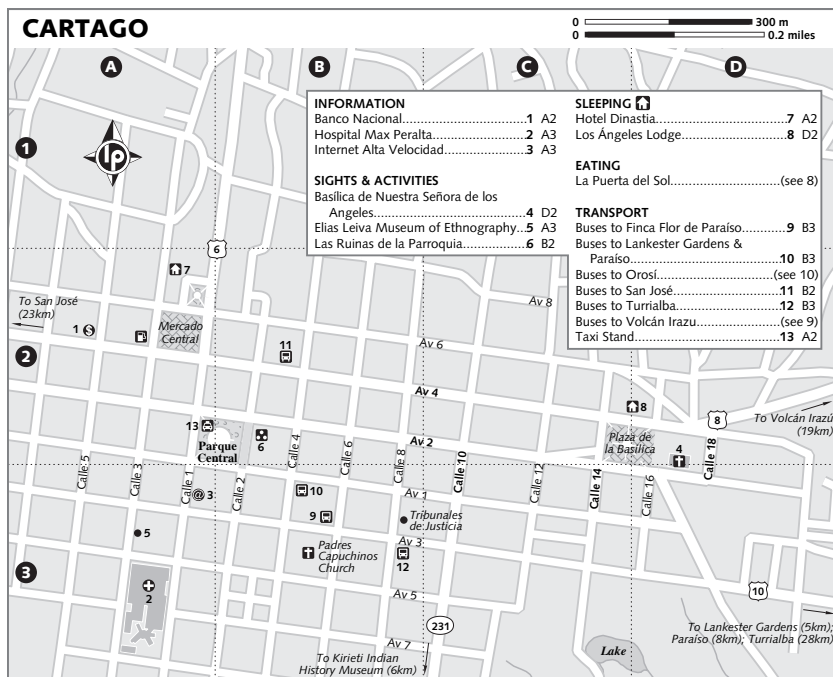 CARTAGO
0 300 m
0 0.2 miles
A B C D
1
2
3
lp
INFORMATION
Banco Nacional....................1 A2
Hospital Max Peralta....................2 A3
Internet Alta Velocidad....................3 A3
SIGHTS & ACTIVITIES
Basílica de Nuestra Señora de los
Angeles....................4 D2
Elias Leiva Museum of Ethnography..5 A3
Las Ruinas de la Parroquia....................6 B2
SLEEPING
Hotel Dinastia....................7 A2
Los Ángeles Lodge....................8 D2
EATING
La Puerta del Sol....................(see 8)
TRANSPORT
Buses to Finca Flor de Paraíso....................9 B3
Buses to Lankester Gardens &
Paraíso....................10 B3
Buses to Orosí....................(see 10)
Buses to San José....................11 B2
Buses to Turrialba....................12 B3
Buses to Volcán Irazu....................(see 9)
Taxi Stand....................13 A2
6
7
To San José
(23km)
1
$
Mercado
Central
11
Av 8
Av 6
Av 4
8
8
To Volcán Irazú
(19km)
13
Parque
Central
6
Av 2
Plaza de
la Basílica
4
Calle 5
Calle 3
Calle 1
Calle 2
Calle 4
Calle 6
Calle 8
Calle 10
Calle 12
Calle 14
Calle 16
Calle 18
@ 3
10
9
Av 1
Tribunales
de Justicia
5
Padres
Capuchinos
Church
Av 3
12
2
Av 5
10
231
Av 7
To Kirieti Indian
History Museum (6km)
Lake
To Lankester Gardens (5km);
Paraíso (8km); Turrialba (28km)